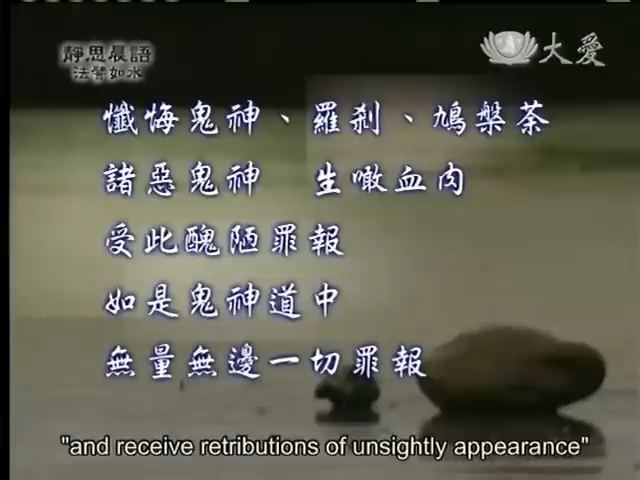 靜思晨語
法譬如水
大愛
懺悔鬼神、羅剎、鳩槃荼
諸惡鬼神 生噉血肉
受此醜陋罪報
如是鬼神道中
無量無邊一切罪報
"and receive retributions of unsightly appearance"